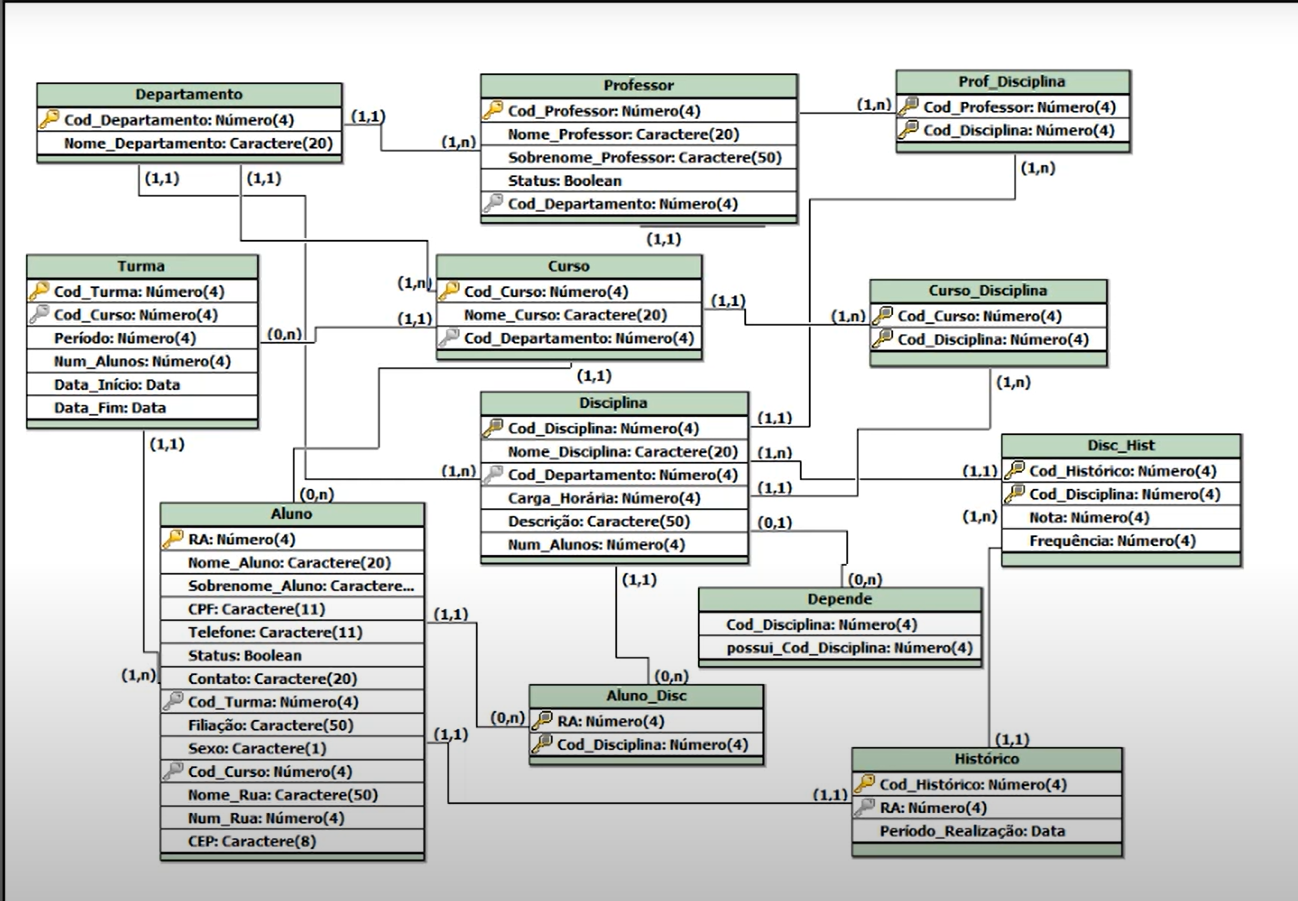 Departamento
Cod_Departamento: Número(4)
Nome_Departamento: Caractere(20)
(1,1)
(1,1)
(1,1)
Professor
Cod_Professor: Número(4)
Nome_Professor: Caractere(20)
Sobrenome_Professor: Caractere(50)
Status: Boolean
Cod_Departamento: Número(4)
(1,n)
(1,1)
Prof_Disciplina
Cod_Professor: Número(4)
Cod_Disciplina: Número(4)
(1,n)
(1,n)
Turma
Cod_Turma: Número(4)
Cod_Curso: Número(4)
Período: Número(4)
Num_Alunos: Número(4)
Data_Início: Data
Data_Fim: Data
(0,n)
(1,1)
Curso
Cod_Curso: Número(4)
Nome_Curso: Caractere(20)
Cod_Departamento: Número(4)
(1,n)
(1,1)
(1,1)
(1,1)
Curso_Disciplina
Cod_Curso: Número(4)
Cod_Disciplina: Número(4)
(1,n)
(1,n)
Disciplina
Cod_Disciplina: Número(4)
Nome_Disciplina: Caractere(20)
Cod_Departamento: Número(4)
Carga_Horária: Número(4)
Descrição: Caractere(50)
Num_Alunos: Número(4)
(1,n)
(1,1)
(1,n)
(1,1)
(0,1)
(1,1)
Disc_Hist
Cod_Histórico: Número(4)
Cod_Disciplina: Número(4)
Nota: Número(4)
Frequência: Número(4)
(1,1)
(1,n)
(0,n)
Aluno
RA: Número(4)
Nome_Aluno: Caractere(20)
Sobrenome_Aluno: Caractere...
CPF: Caractere(11)
Telefone: Caractere(11)
Status: Boolean
Contato: Caractere(20)
Cod_Turma: Número(4)
Filiação: Caractere(50)
Sexo: Caractere(1)
Cod_Curso: Número(4)
Nome_Rua: Caractere(50)
Num_Rua: Número(4)
CEP: Caractere(8)
(1,n)
(1,1)
(1,1)
(0,n)
Depende
Cod_Disciplina: Número(4)
possui_Cod_Disciplina: Número(4)
(0,n)
Aluno_Disc
RA: Número(4)
Cod_Disciplina: Número(4)
(0,n)
(1,1)
Histórico
Cod_Histórico: Número(4)
RA: Número(4)
Período_Realização: Data
(1,1)